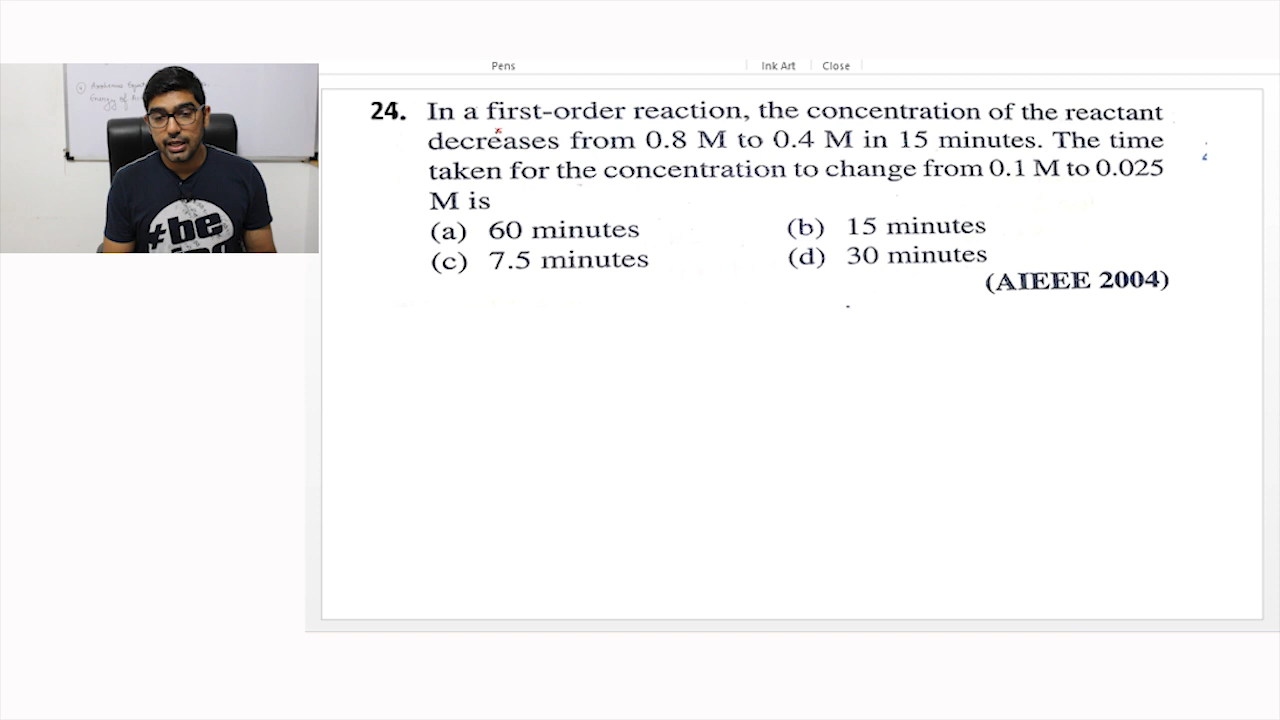 Pens
Ink Art
Close
24. In a first-order reaction, the concentration of the reactant
decreases from 0.8 M to 0.4 M in 15 minutes. The time
taken for the concentration to change from 0.1 M to 0.025
M is
(a) 60 minutes
(b) 15 minutes
(c) 7.5 minutes
(d) 30 minutes
(AIEEE 2004)
#be